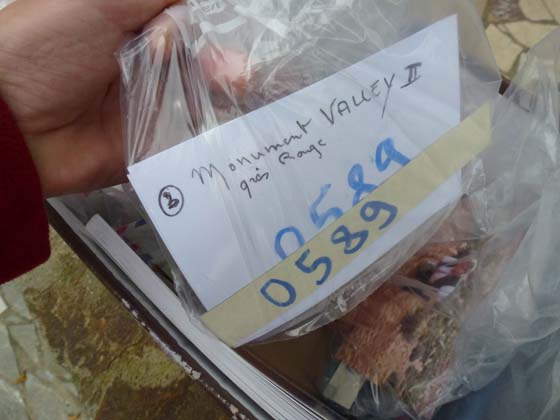 ② Monument VALLEY II
grès Rouge
0589
0589